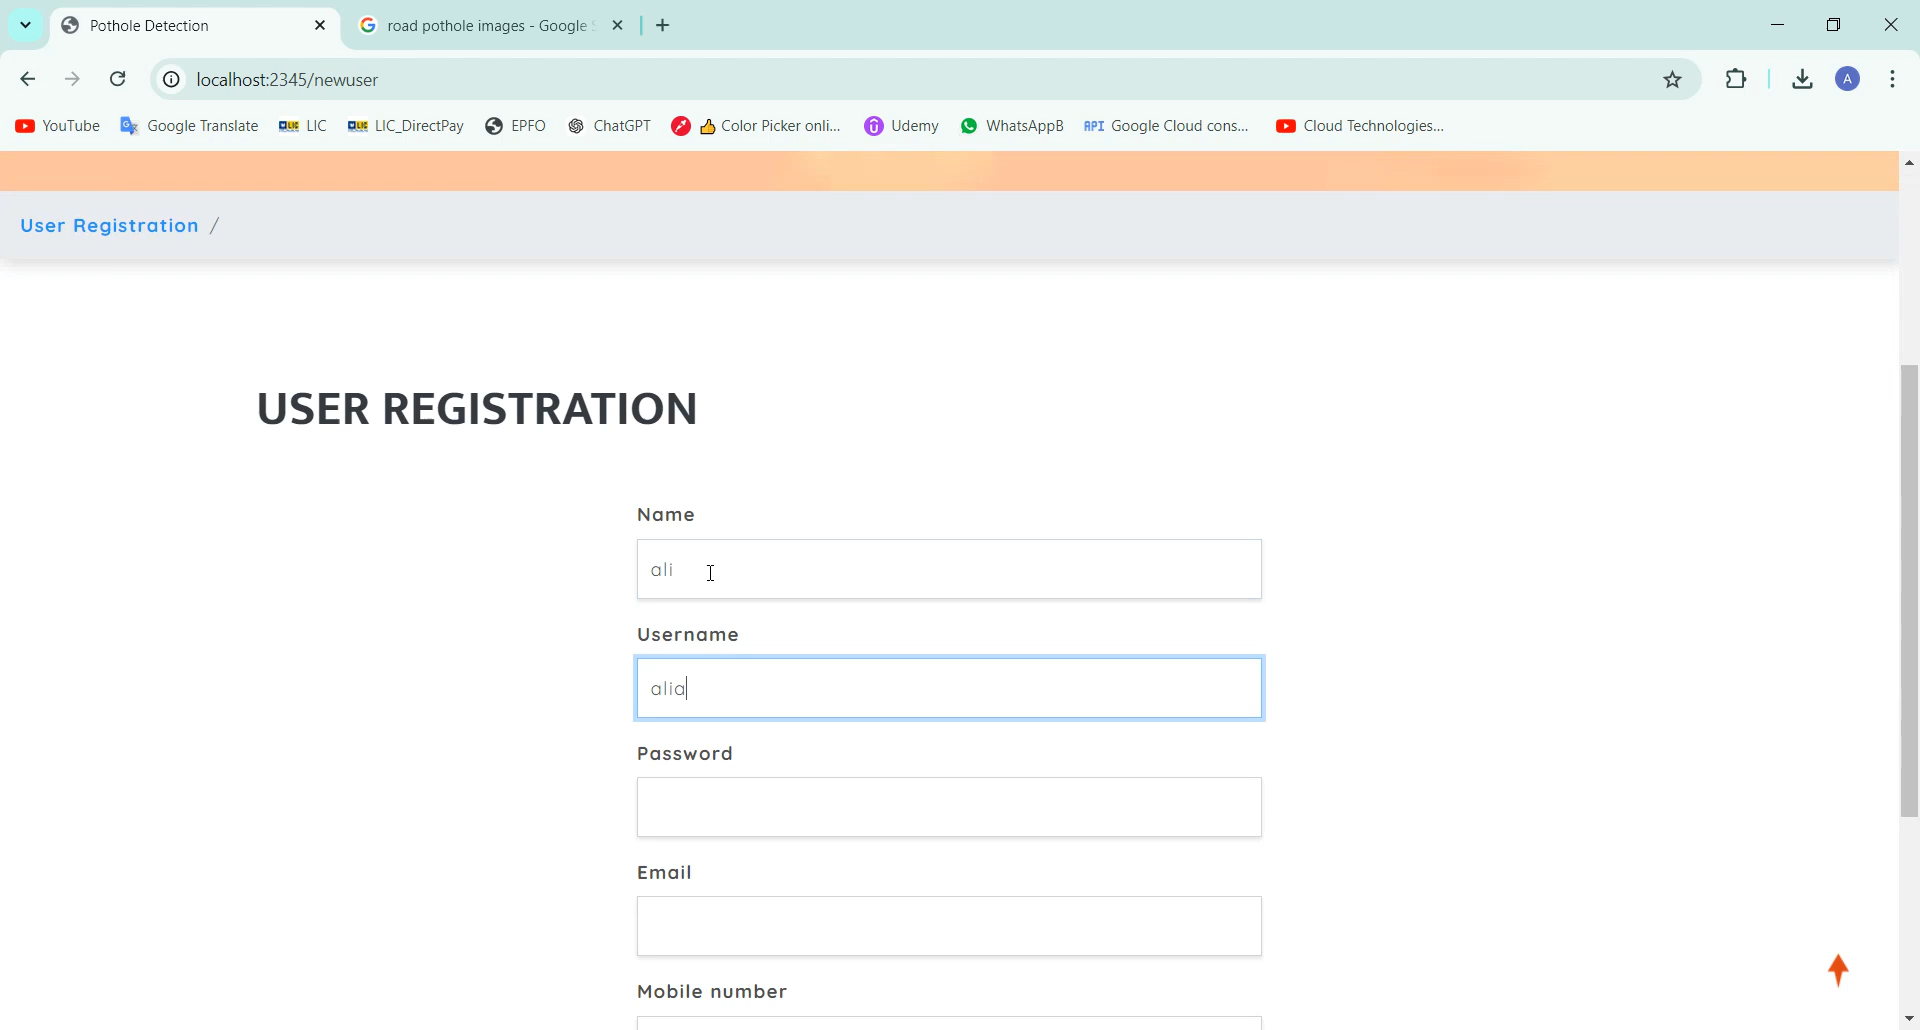 Pothole Detection
road pothole images - Google
localhost:2345/newuser
A
YouTube
Google Translate
LIC
LIC_DirectPay
EPFO
ChatGPT
Color Picker onli...
Udemy
WhatsAppB
API Google Cloud cons...
Cloud Technologies...
User Registration /
USER REGISTRATION
Name
ali
Username
alia
Password
Email
Mobile number